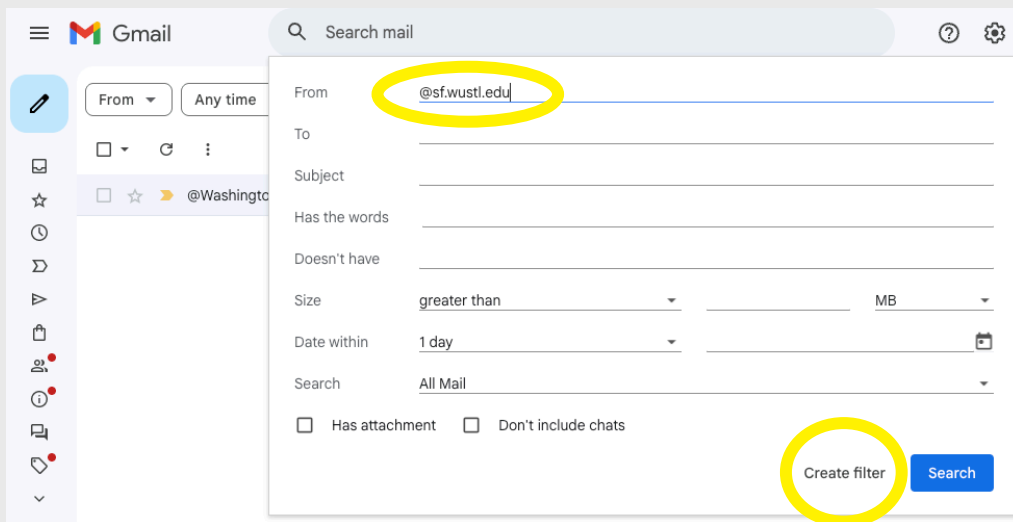 Gmail
Search mail
From
Any time
@Washingto
From @sf.wustl.edu
To
Subject
Has the words
Doesn't have
Size greater than MB
Date within 1 day
Search All Mail
Has attachment Don't include chats
Create filter Search